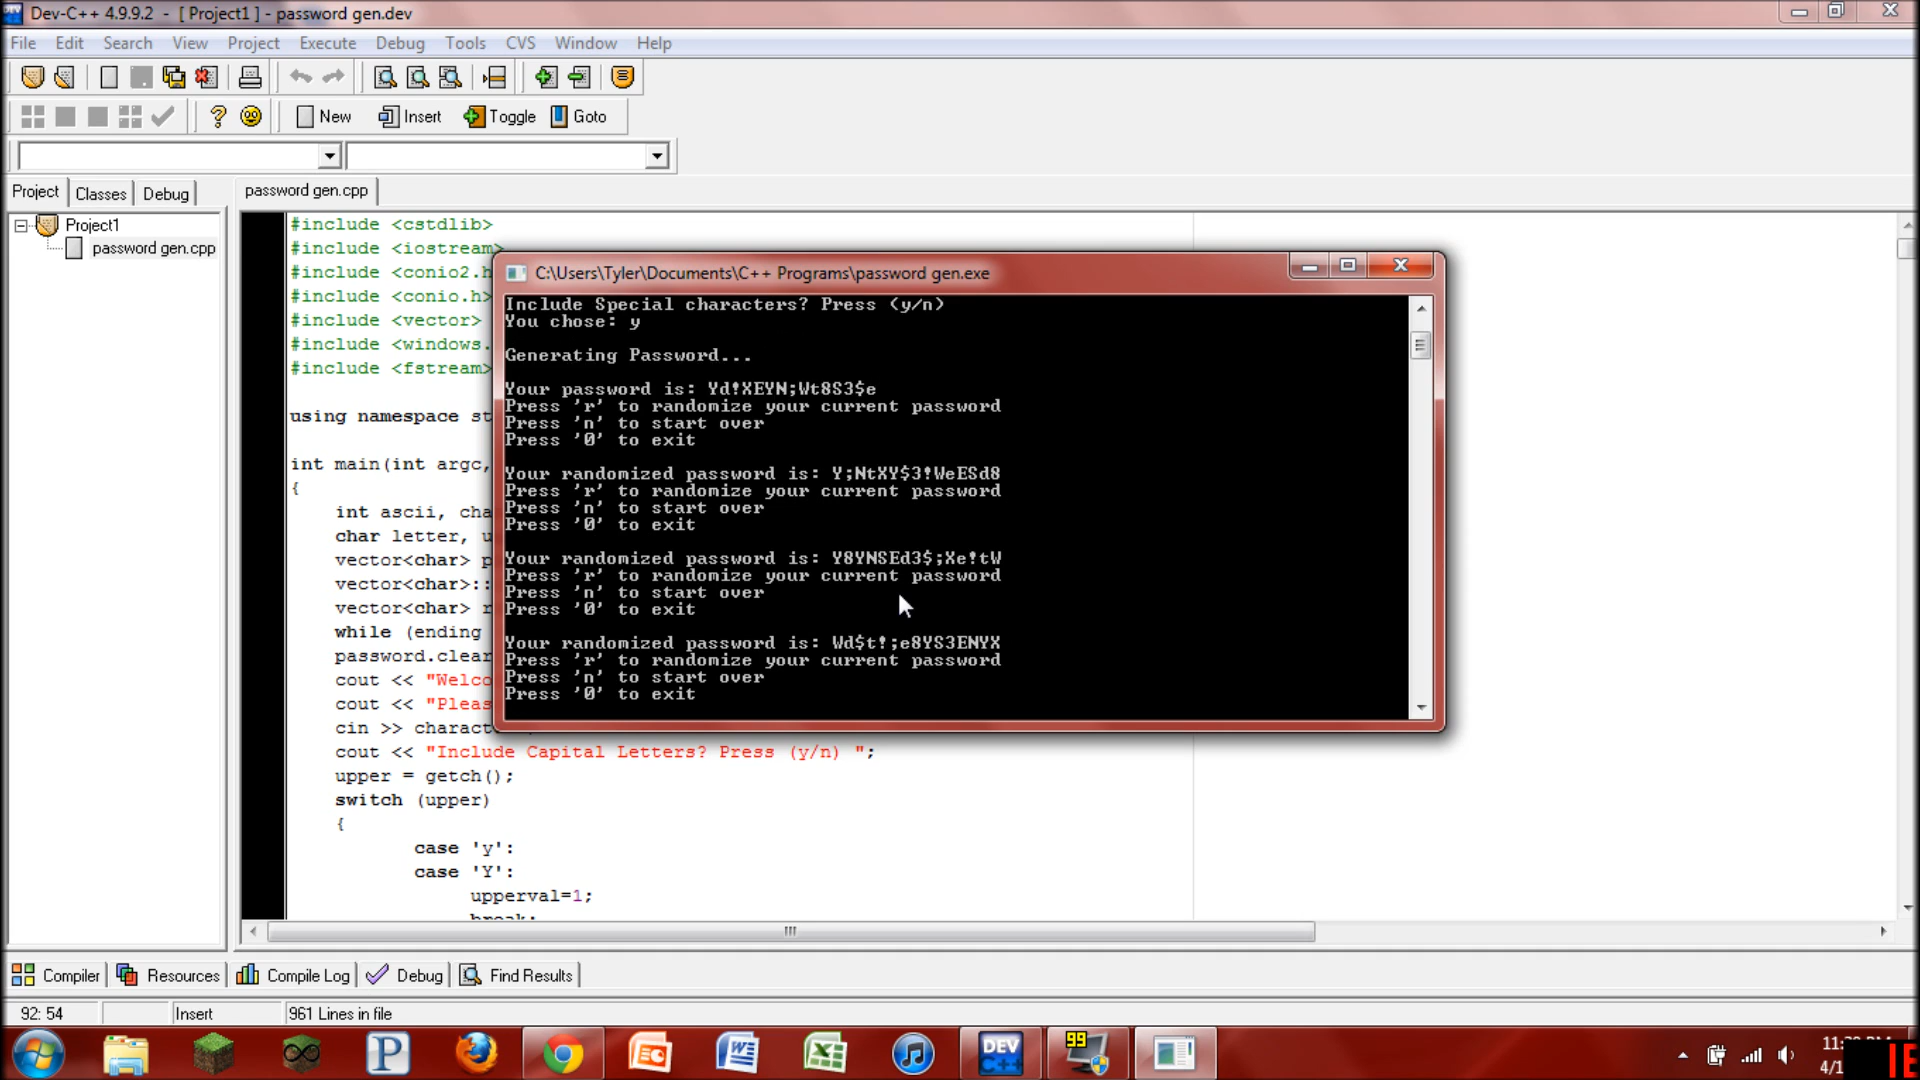 Dev-C++ 4.9.9.2 - [ Project1 ] - password gen.dev
File Edit Search View Project Execute Debug Tools CVS Window Help
New Insert Toggle Goto
Project Classes Debug password gen.cpp
Project1
password gen.cpp
#include <cstdlib>
#include <iostream>
#include <conio2.h
#include <conio.h>
#include <vector>
#include <windows.
#include <fstream>
using namespace st
int main(int argc,
{
int ascii, cha
char letter, u
vector<char> p
vector<char>::
vector<char> r
while (ending
password.clear
cout << "Welco
cout << "Pleas
cin >> charact
cout << "Include Capital Letters? Press (y/n) ";
upper = getch();
switch (upper)
{
case 'y':
case 'Y':
upperval=1;
break;
C:\Users\Tyler\Documents\C++ Programs\password gen.exe
Include Special characters? Press (y/n)
You chose: y
Generating Password...
Your password is: Yd!XEYN;Wt8S3$e
Press 'r' to randomize your current password
Press 'n' to start over
Press '0' to exit
Your randomized password is: Y;NtXY$3!WeESd8
Press 'r' to randomize your current password
Press 'n' to start over
Press '0' to exit
Your randomized password is: Y8YNSEd3$;Xe!tW
Press 'r' to randomize your current password
Press 'n' to start over
Press '0' to exit
Your randomized password is: Wd$t!;e8YS3ENYX
Press 'r' to randomize your current password
Press 'n' to start over
Press '0' to exit
Compiler Resources Compile Log Debug Find Results
92: 54 Insert 961 Lines in file
P DEV C++ 99
4/1